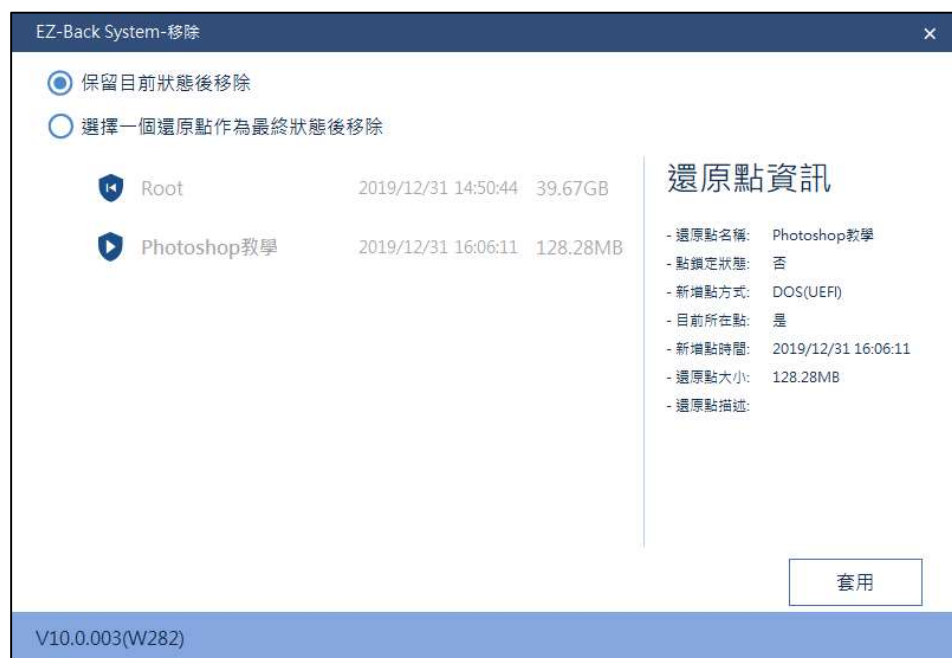 EZ-Back System-移除
保留目前狀態後移除
選擇一個還原點作為最終狀態後移除
Root 2019/12/31 14:50:44 39.67GB
Photoshop教學 2019/12/31 16:06:11 128.28MB
還原點資訊
- 還原點名稱: Photoshop教學
- 點鎖定狀態: 否
- 新增點方式: DOS(UEFI)
- 目前所在點: 是
- 新增點時間: 2019/12/31 16:06:11
- 還原點大小: 128.28MB
- 還原點描述:
套用
V10.0.003(W282)